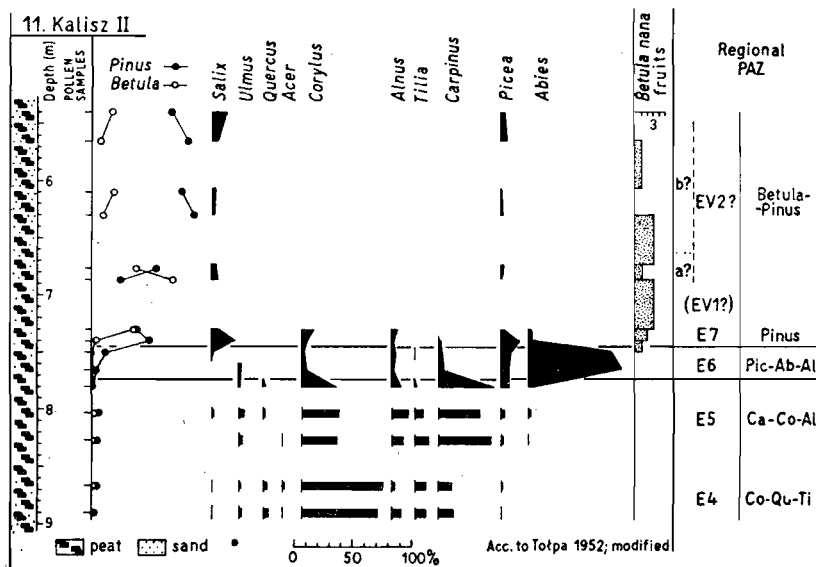 11. Kalisz II
Depth (m)
POLLEN SAMPLES
Pinus
Betula
Salix
Ulmus
Quercus
Acer
Corylus
Alnus
Tilia
Carpinus
Picea
Abies
Betula nana fruits
Regional PAZ
3
6
7
8
9
b?
EV2?
Betula-
-Pinus
a?
(EV1?)
E7 Pinus
E6 Pic-Ab-Al
E5 Ca-Co-Al
E4 Co-Qu-Ti
peat
sand
0 50 100%
Acc. to Tołpa 1952; modified